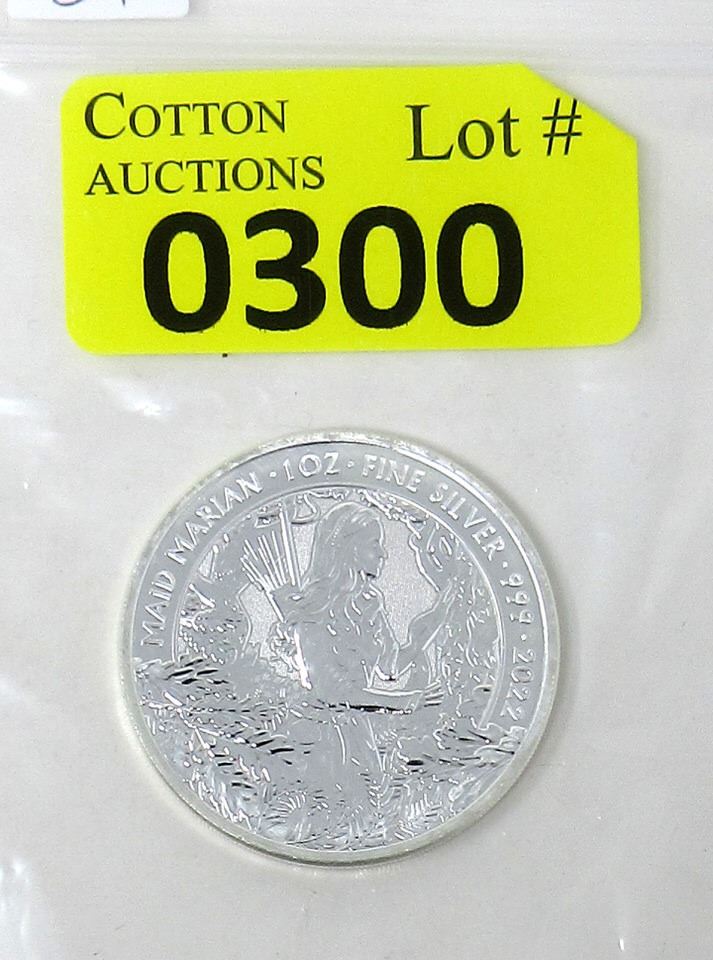 COTTON
AUCTIONS
Lot #
0300
MAID MARIAN · 1OZ · FINE SILVER · 999 · 2022